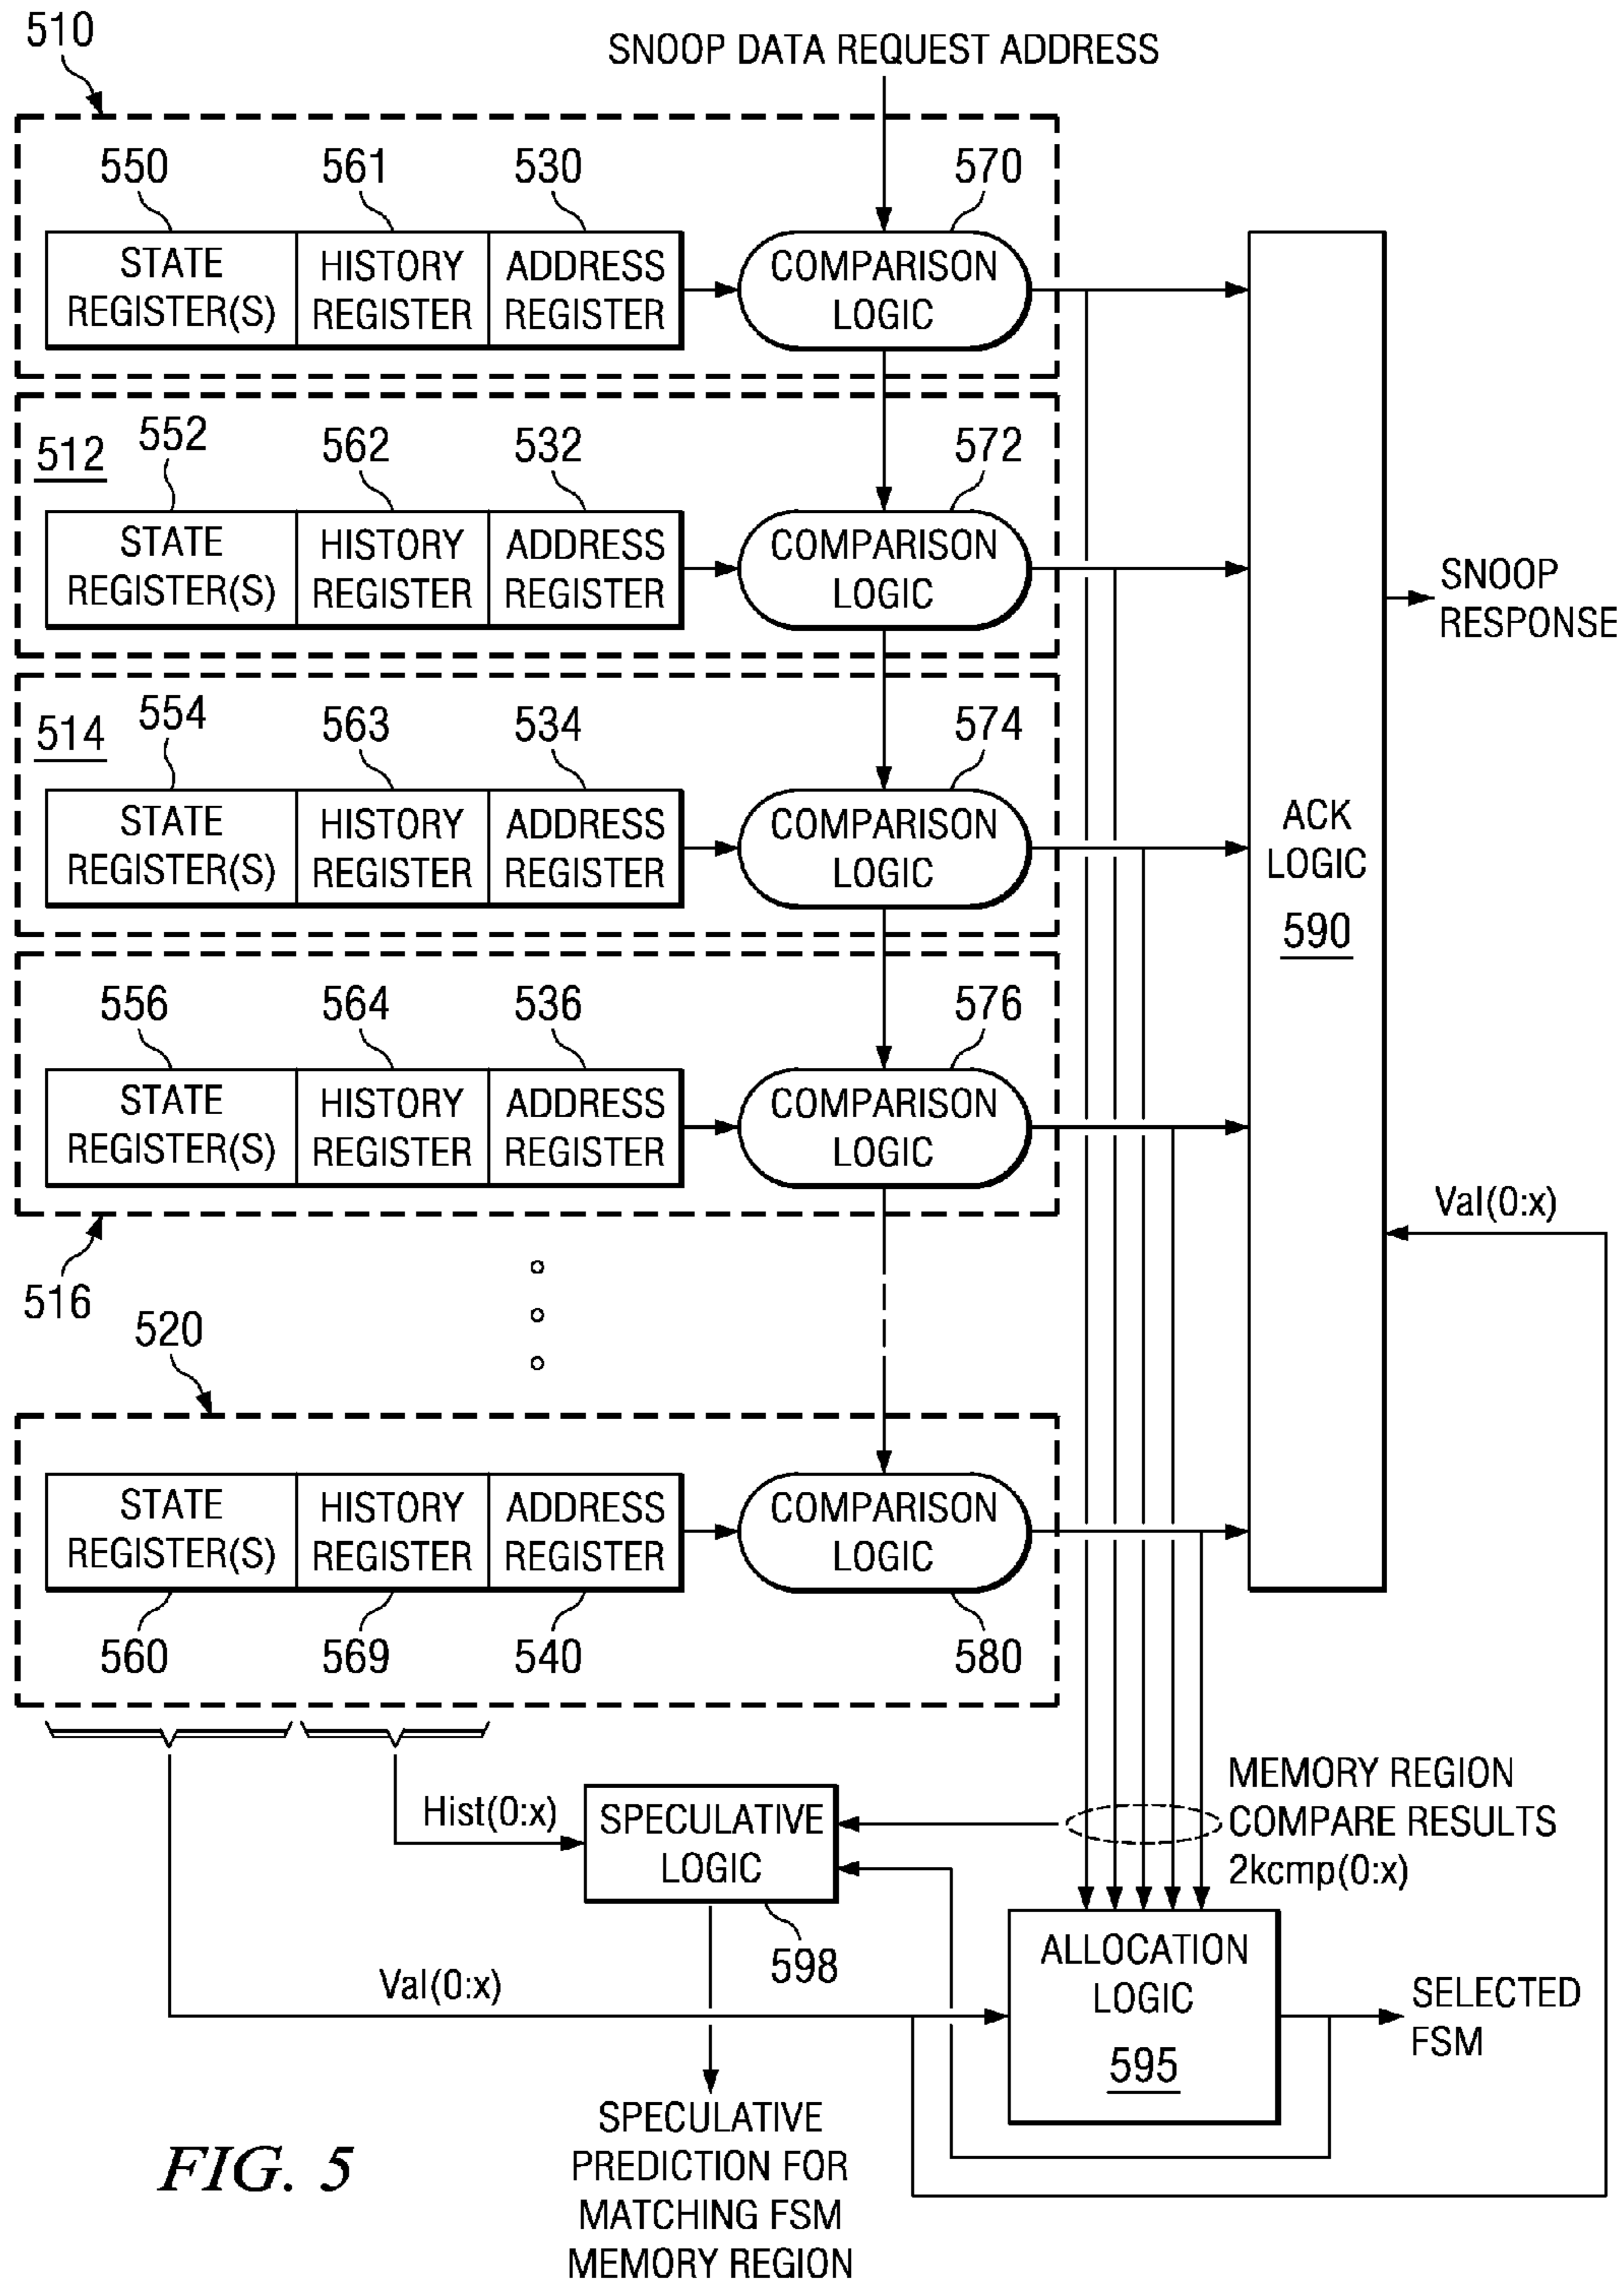 510
SNOOP DATA REQUEST ADDRESS
550 561 530 570
STATE REGISTER(S)
HISTORY REGISTER
ADDRESS REGISTER
COMPARISON LOGIC
512
552 562 532 572
STATE REGISTER(S)
HISTORY REGISTER
ADDRESS REGISTER
COMPARISON LOGIC
SNOOP RESPONSE
514
554 563 534 574
STATE REGISTER(S)
HISTORY REGISTER
ADDRESS REGISTER
COMPARISON LOGIC
ACK LOGIC
590
556 564 536 576
STATE REGISTER(S)
HISTORY REGISTER
ADDRESS REGISTER
COMPARISON LOGIC
Val(0:x)
516
520
STATE REGISTER(S)
HISTORY REGISTER
ADDRESS REGISTER
COMPARISON LOGIC
560 569 540 580
Hist(0:x)
SPECULATIVE LOGIC
598
MEMORY REGION
COMPARE RESULTS
2kcmp(0:x)
Val(0:x)
ALLOCATION LOGIC
595
SELECTED FSM
SPECULATIVE
PREDICTION FOR
MATCHING FSM
MEMORY REGION
FIG. 5